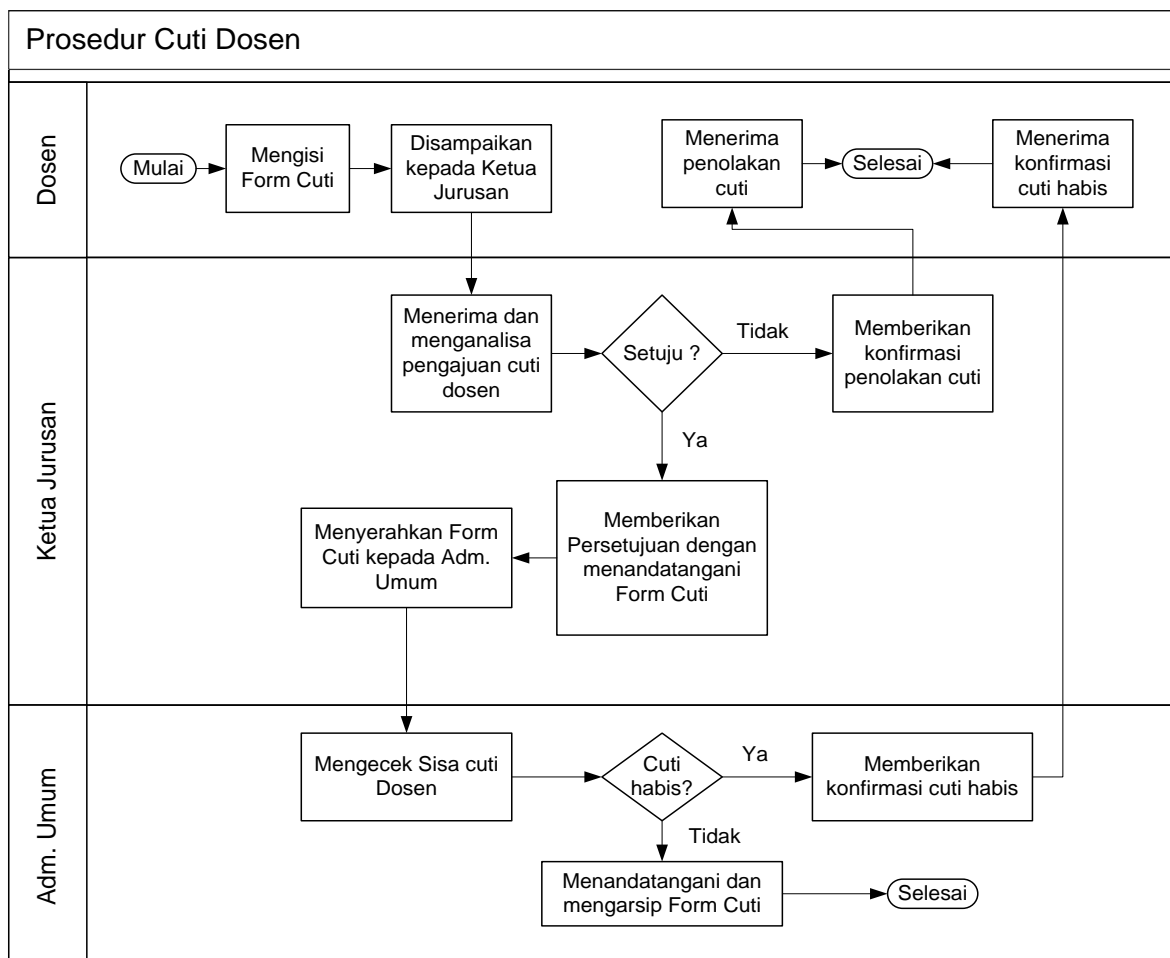 Prosedur Cuti Dosen
Dosen
Mulai
Mengisi
Form Cuti
Disampaikan
kepada Ketua
Jurusan
Menerima
penolakan
cuti
Selesai
Menerima
konfirmasi
cuti habis
Ketua Jurusan
Menerima dan
menganalisa
pengajuan cuti
dosen
Setuju ?
Tidak
Memberikan
konfirmasi
penolakan cuti
Ya
Memberikan
Persetujuan dengan
menandatangani
Form Cuti
Menyerahkan Form
Cuti kepada Adm.
Umum
Adm. Umum
Mengecek Sisa cuti
Dosen
Cuti
habis?
Ya
Memberikan
konfirmasi cuti habis
Tidak
Menandatangani dan
mengarsip Form Cuti
Selesai